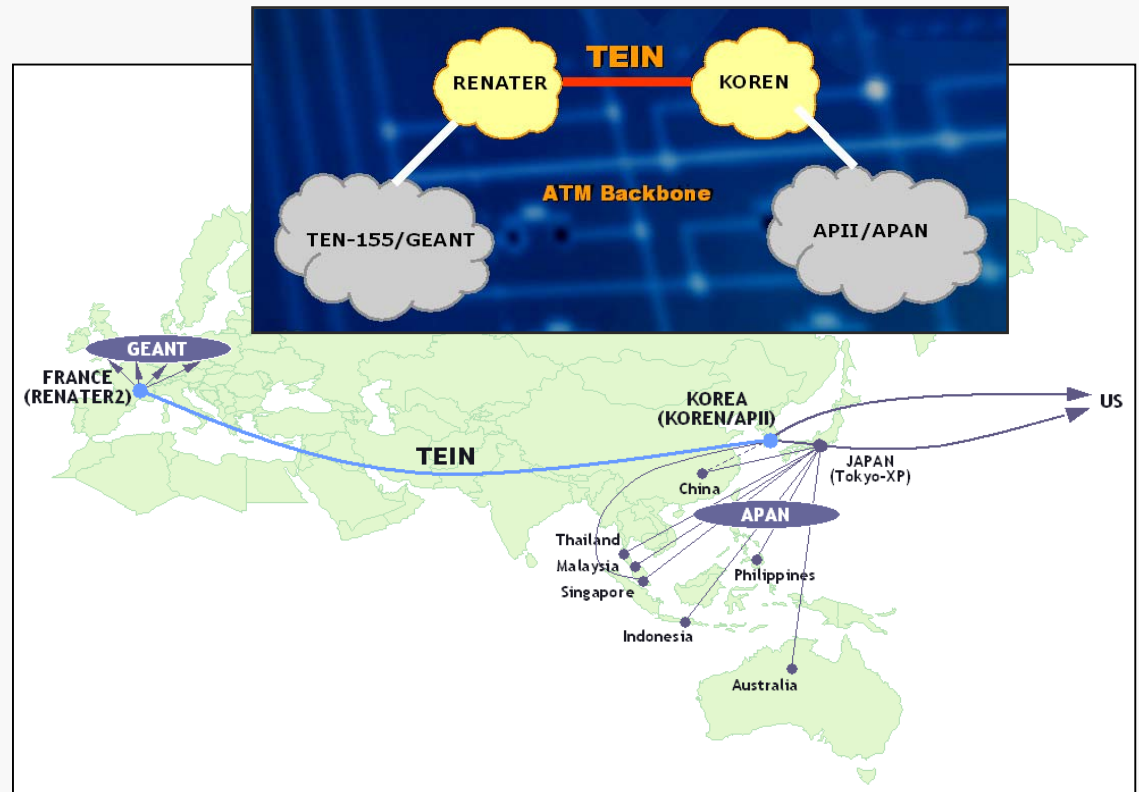 TEIN
RENATER
KOREN
ATM Backbone
TEN-155/GEANT
APII/APAN
GEANT
FRANCE
(RENATER2)
KOREA
(KOREN/APII)
US
TEIN
JAPAN
(Tokyo-XP)
China
APAN
Thailand
Malaysia
Philippines
Singapore
Indonesia
Australia